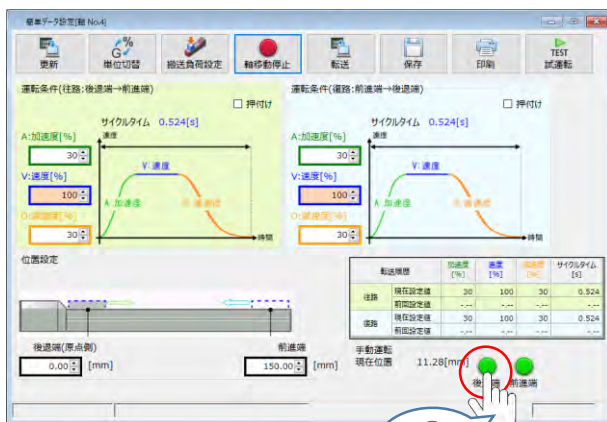 簡単データ設定[軸 No4]
更新
単位切替
搬送負荷設定
軸移動停止
転送
保存
印刷
TEST
試運転
運転条件(往路:後退端→前進端)
押付け
サイクルタイム 0.524[s]
A:加速度[%]
30
V:速度[%]
100
D:減速度[%]
30
速度
V:速度
A:加速度
D:減速度
時間
運転条件(復路:前進端→後退端)
押付け
サイクルタイム 0.524[s]
A:加速度[%]
30
V:速度[%]
100
D:減速度[%]
30
速度
V:速度
A:加速度
D:減速度
時間
位置設定
後退端(原点側)
0.00 [mm]
前進端
150.00 [mm]
転送履歴 加速度[%] 速度[%] 減速度[%] サイクルタイム[s]
往路 現在設定値 30 100 30 0.524
前回設定値 -.-- -.-- -.-- -.--
復路 現在設定値 30 100 30 0.524
前回設定値 -.-- -.-- -.-- -.--
手動運転
現在位置 11.28[mm]
後退端 前進端